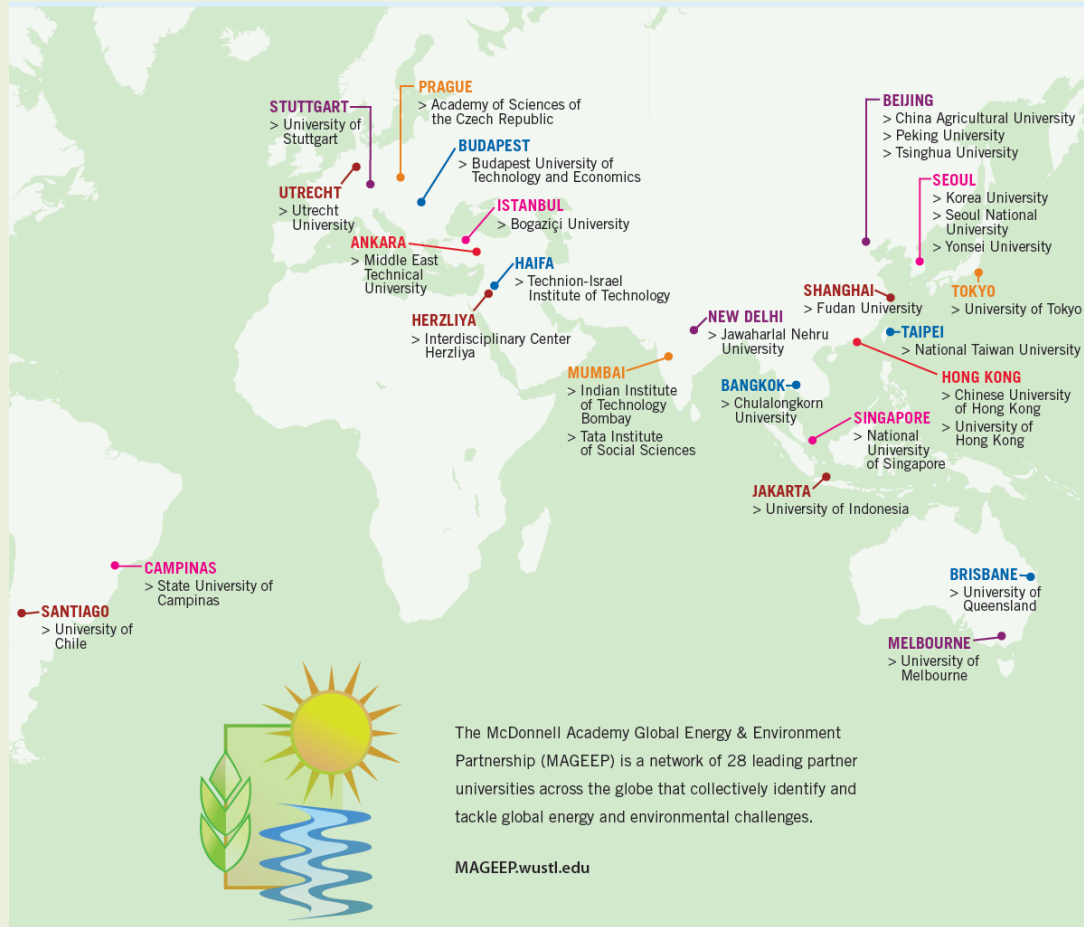 PRAGUE
> Academy of Sciences of
the Czech Republic
STUTTGART
> University of
Stuttgart
BUDAPEST
> Budapest University of
Technology and Economics
UTRECHT
> Utrecht
University
ISTANBUL
> Bogaziçi University
ANKARA
> Middle East
Technical
University
HAIFA
> Technion-Israel
Institute of Technology
HERZLIYA
> Interdisciplinary Center
Herzliya
BEIJING
> China Agricultural University
> Peking University
> Tsinghua University
SEOUL
> Korea University
> Seoul National
University
> Yonsei University
SHANGHAI
> Fudan University
TOKYO
> University of Tokyo
NEW DELHI
> Jawaharlal Nehru
University
TAIPEI
> National Taiwan University
MUMBAI
> Indian Institute
of Technology
Bombay
> Tata Institute
of Social Sciences
BANGKOK
> Chulalongkorn
University
HONG KONG
> Chinese University
of Hong Kong
> University of
Hong Kong
SINGAPORE
> National
University
of Singapore
JAKARTA
> University of Indonesia
CAMPINAS
> State University of
Campinas
SANTIAGO
> University of
Chile
BRISBANE
> University of
Queensland
MELBOURNE
> University of
Melbourne
The McDonnell Academy Global Energy & Environment
Partnership (MAGEEP) is a network of 28 leading partner
universities across the globe that collectively identify and
tackle global energy and environmental challenges.
MAGEEP.wustl.edu